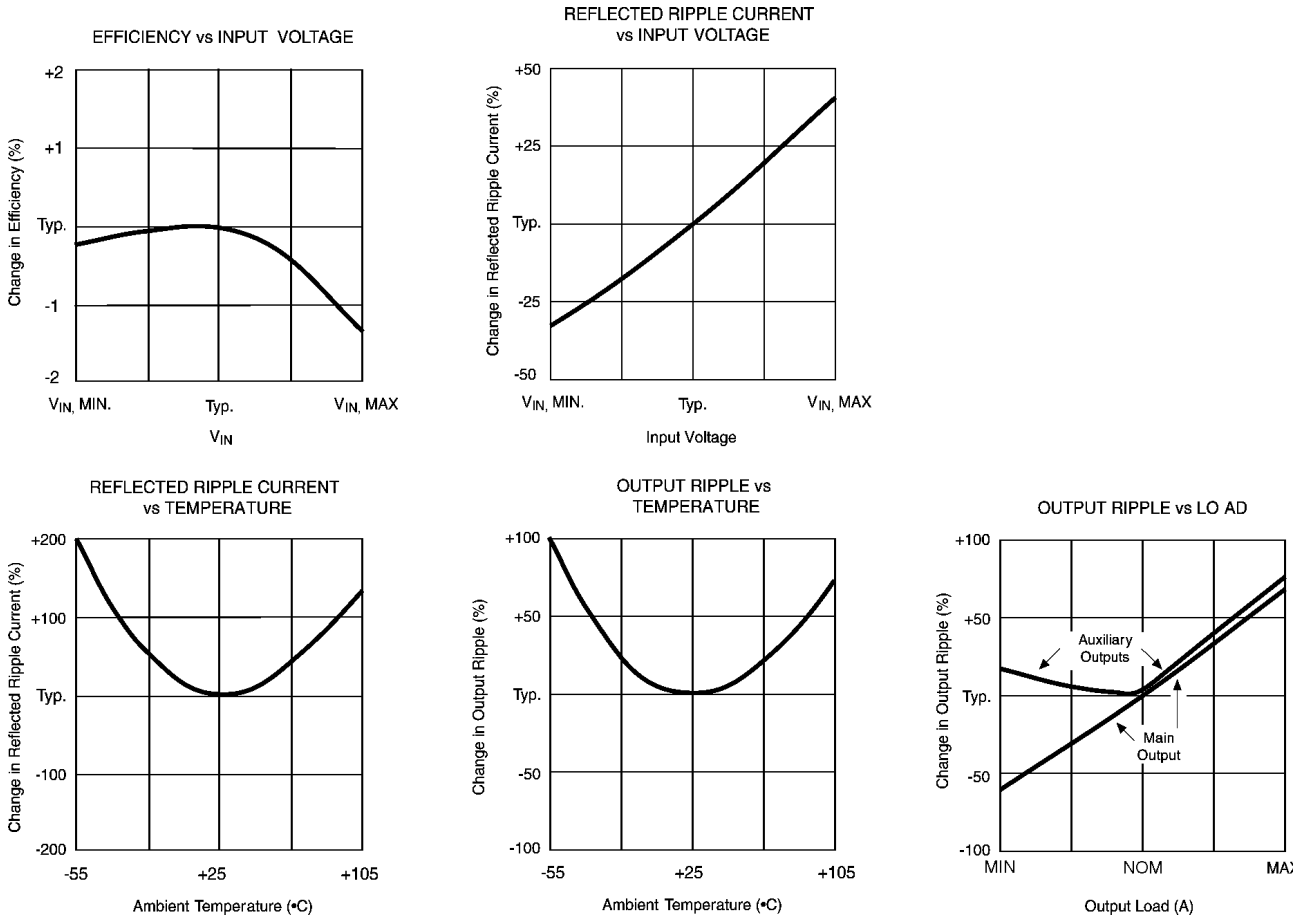 EFFICIENCY vs INPUT VOLTAGE
Change in Efficiency (%)
+2
+1
Typ.
-1
-2
VIN, MIN.
Typ.
VIN, MAX
VIN
REFLECTED RIPPLE CURRENT
vs INPUT VOLTAGE
Change in Reflected Ripple Current (%)
+50
+25
Typ.
-25
-50
VIN, MIN.
Typ.
VIN, MAX
Input Voltage
REFLECTED RIPPLE CURRENT
vs TEMPERATURE
Change in Reflected Ripple Current (%)
+200
+100
Typ.
-100
-200
-55
+25
+105
Ambient Temperature (•C)
OUTPUT RIPPLE vs
TEMPERATURE
Change in Output Ripple (%)
+100
+50
Typ.
-50
-100
-55
+25
+105
Ambient Temperature (•C)
OUTPUT RIPPLE vs LO AD
Change in Output Ripple (%)
+100
+50
Typ.
-50
-100
Auxiliary
Outputs
Main
Output
MIN
NOM
MAX
Output Load (A)